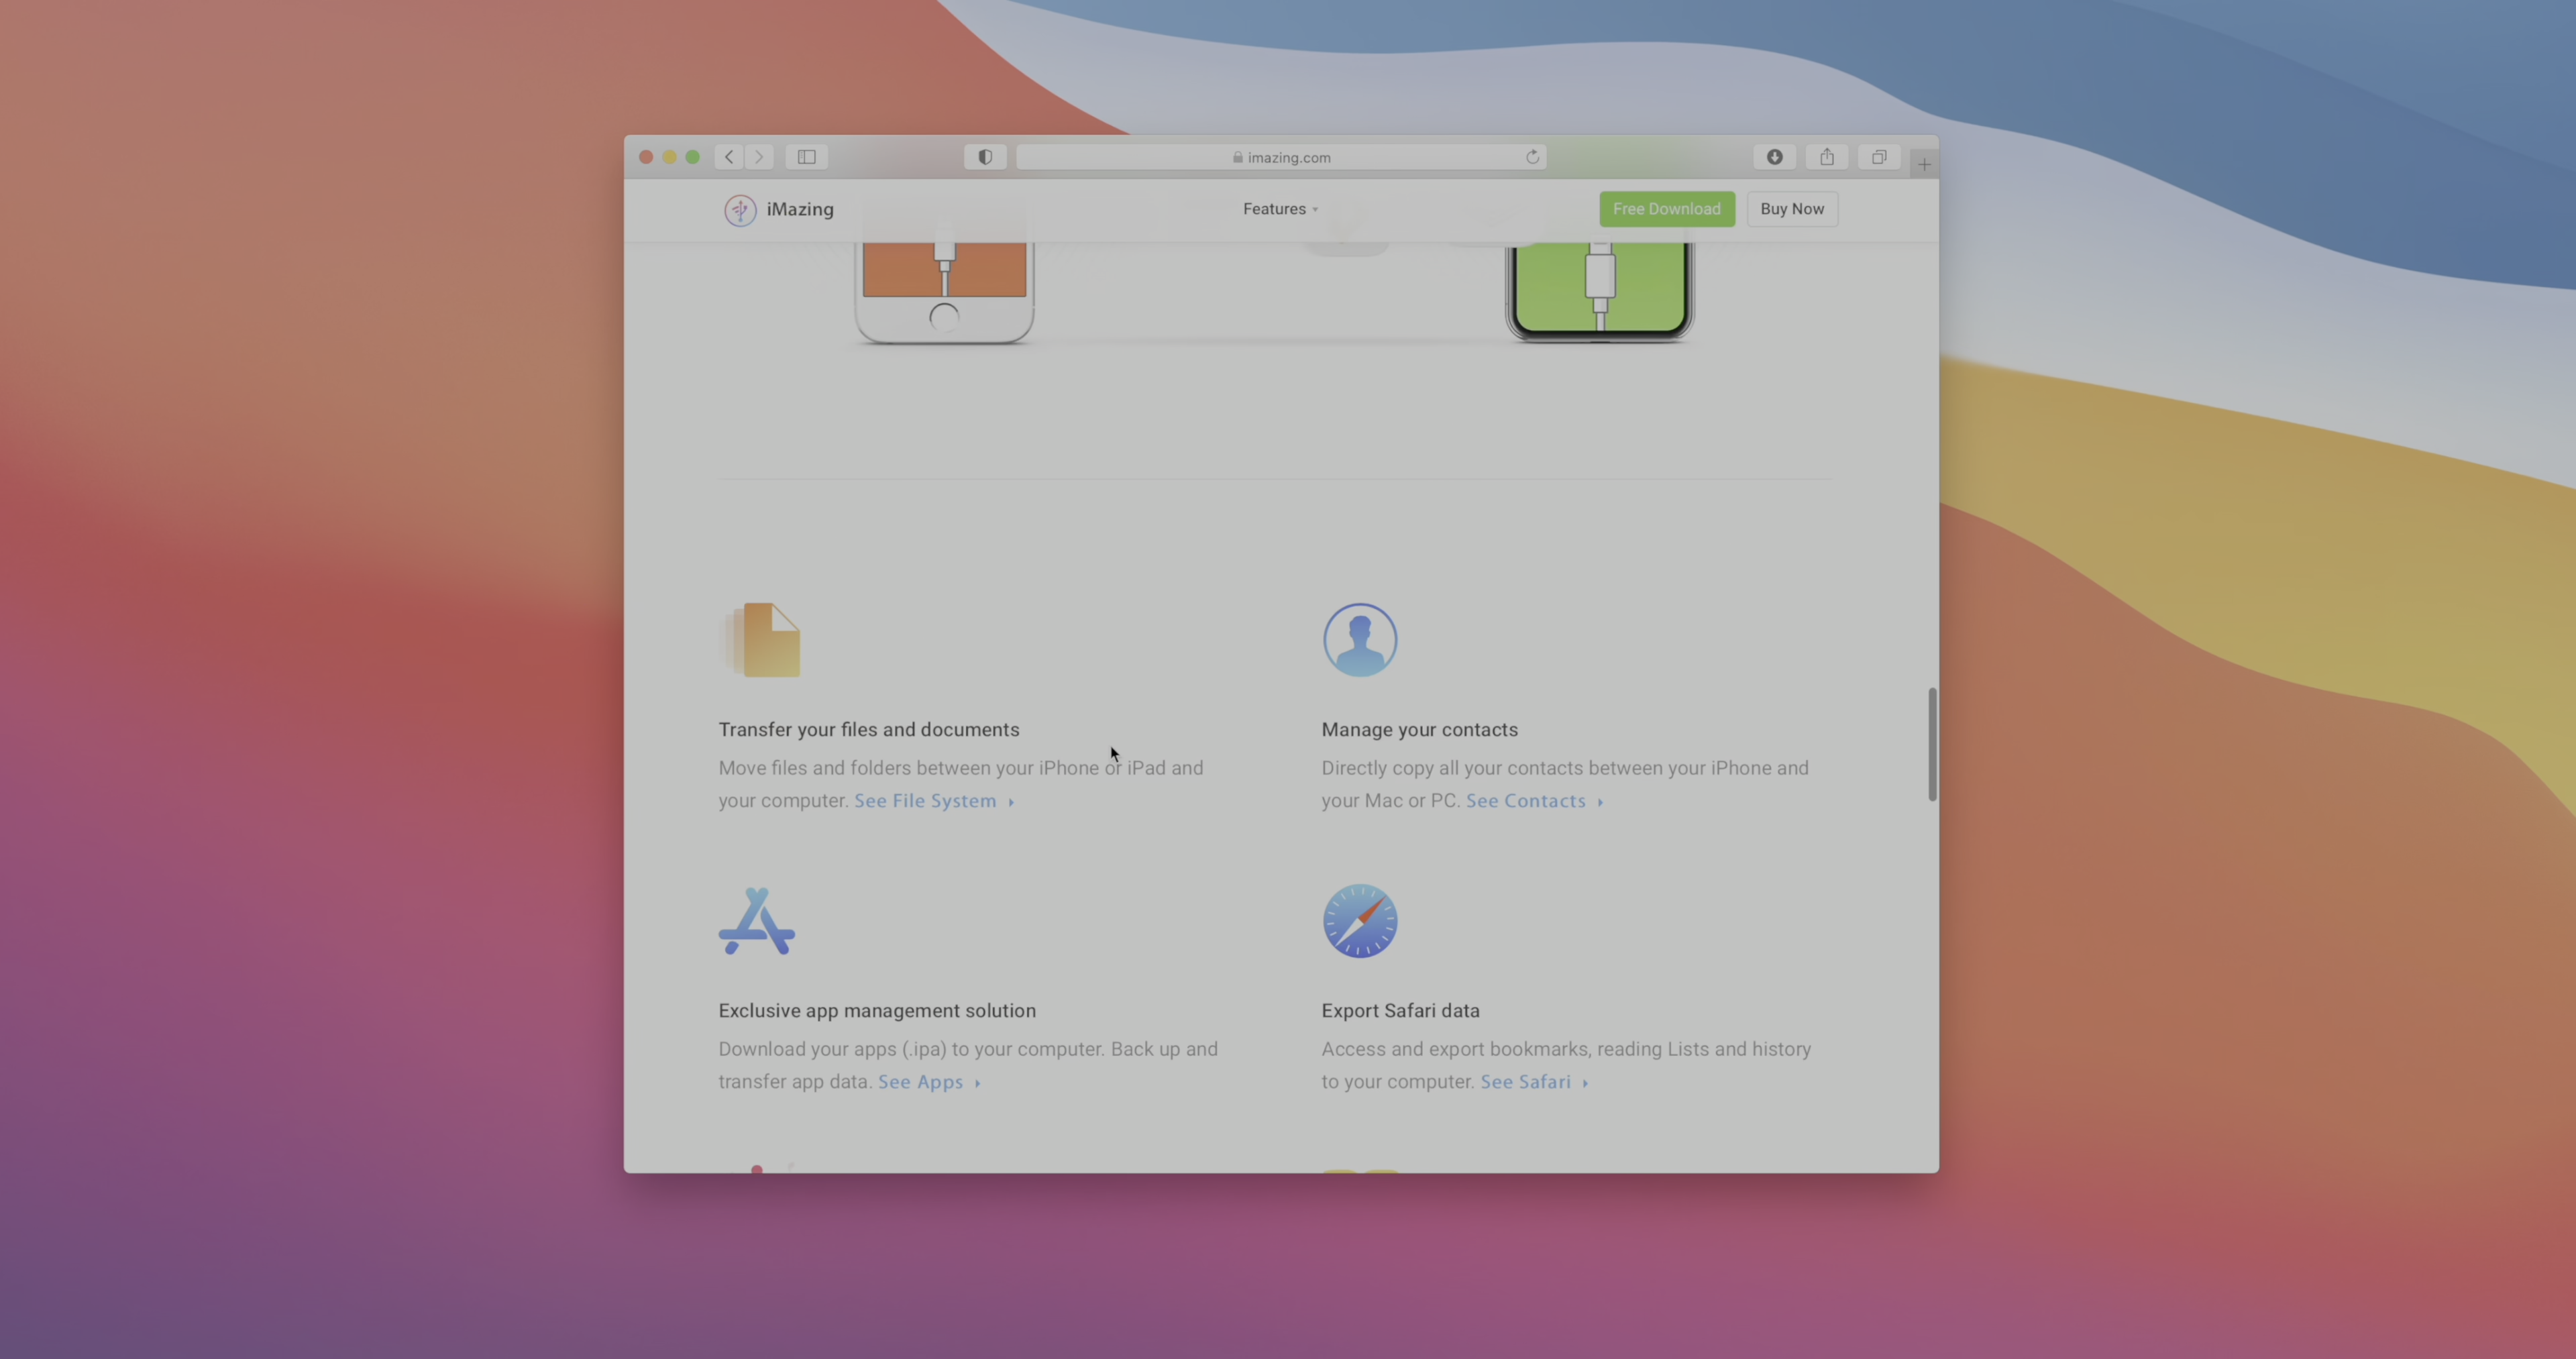 imazing.com
iMazing
Features
Free Download
Buy Now
Transfer your files and documents
Move files and folders between your iPhone or iPad and
your computer. See File System
Manage your contacts
Directly copy all your contacts between your iPhone and
your Mac or PC. See Contacts
Exclusive app management solution
Download your apps (.ipa) to your computer. Back up and
transfer app data. See Apps
Export Safari data
Access and export bookmarks, reading Lists and history
to your computer. See Safari